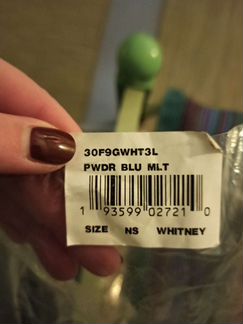 30F9GWHT3L
PWDR BLU MLT
1 93599 02721 0
SIZE NS WHITNEY